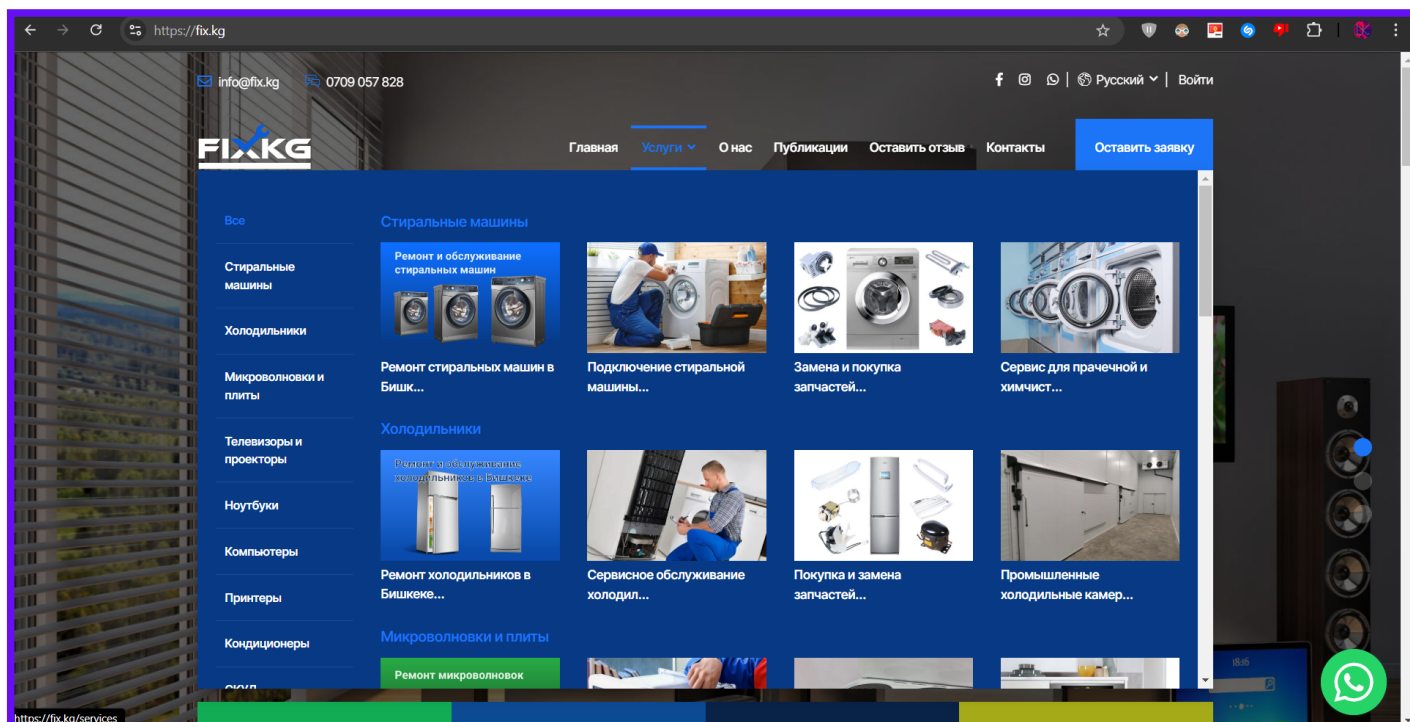 https://fix.kg
info@fix.kg
0709 057 828
Русский
Войти
FIXKG
Главная
Услуги
О нас
Публикации
Оставить отзыв
Контакты
Оставить заявку
Все
Стиральные
машины
Холодильники
Микроволновки и
плиты
Телевизоры и
проекторы
Ноутбуки
Компьютеры
Принтеры
Кондиционеры
СКУД
Стиральные машины
Ремонт и обслуживание
стиральных машин
Ремонт стиральных машин в
Бишк...
Подключение стиральной
машины...
Замена и покупка
запчастей...
Сервис для прачечной и
химчист...
Холодильники
Ремонт и обслуживание
холодильников в Бишкеке
Ремонт холодильников в
Бишкеке...
Сервисное обслуживание
холодил...
Покупка и замена
запчастей...
Промышленные
холодильные камер...
Микроволновки и плиты
Ремонт микроволновок
18:16
https://fix.kg/services